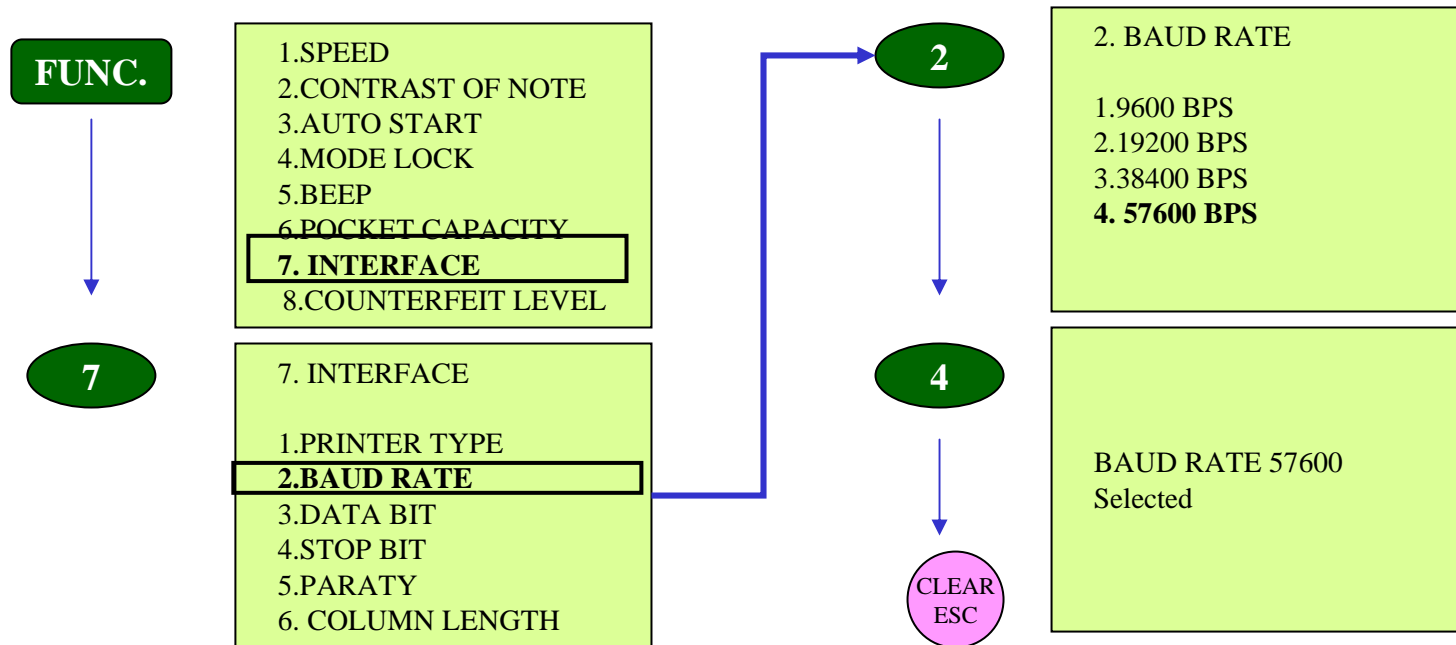 FUNC.
1.SPEED
2.CONTRAST OF NOTE
3.AUTO START
4.MODE LOCK
5.BEEP
6.POCKET CAPACITY
7. INTERFACE
8.COUNTERFEIT LEVEL
7
7. INTERFACE
1.PRINTER TYPE
2.BAUD RATE
3.DATA BIT
4.STOP BIT
5.PARATY
6. COLUMN LENGTH
2
2. BAUD RATE
1.9600 BPS
2.19200 BPS
3.38400 BPS
4. 57600 BPS
4
BAUD RATE 57600
Selected
CLEAR
ESC